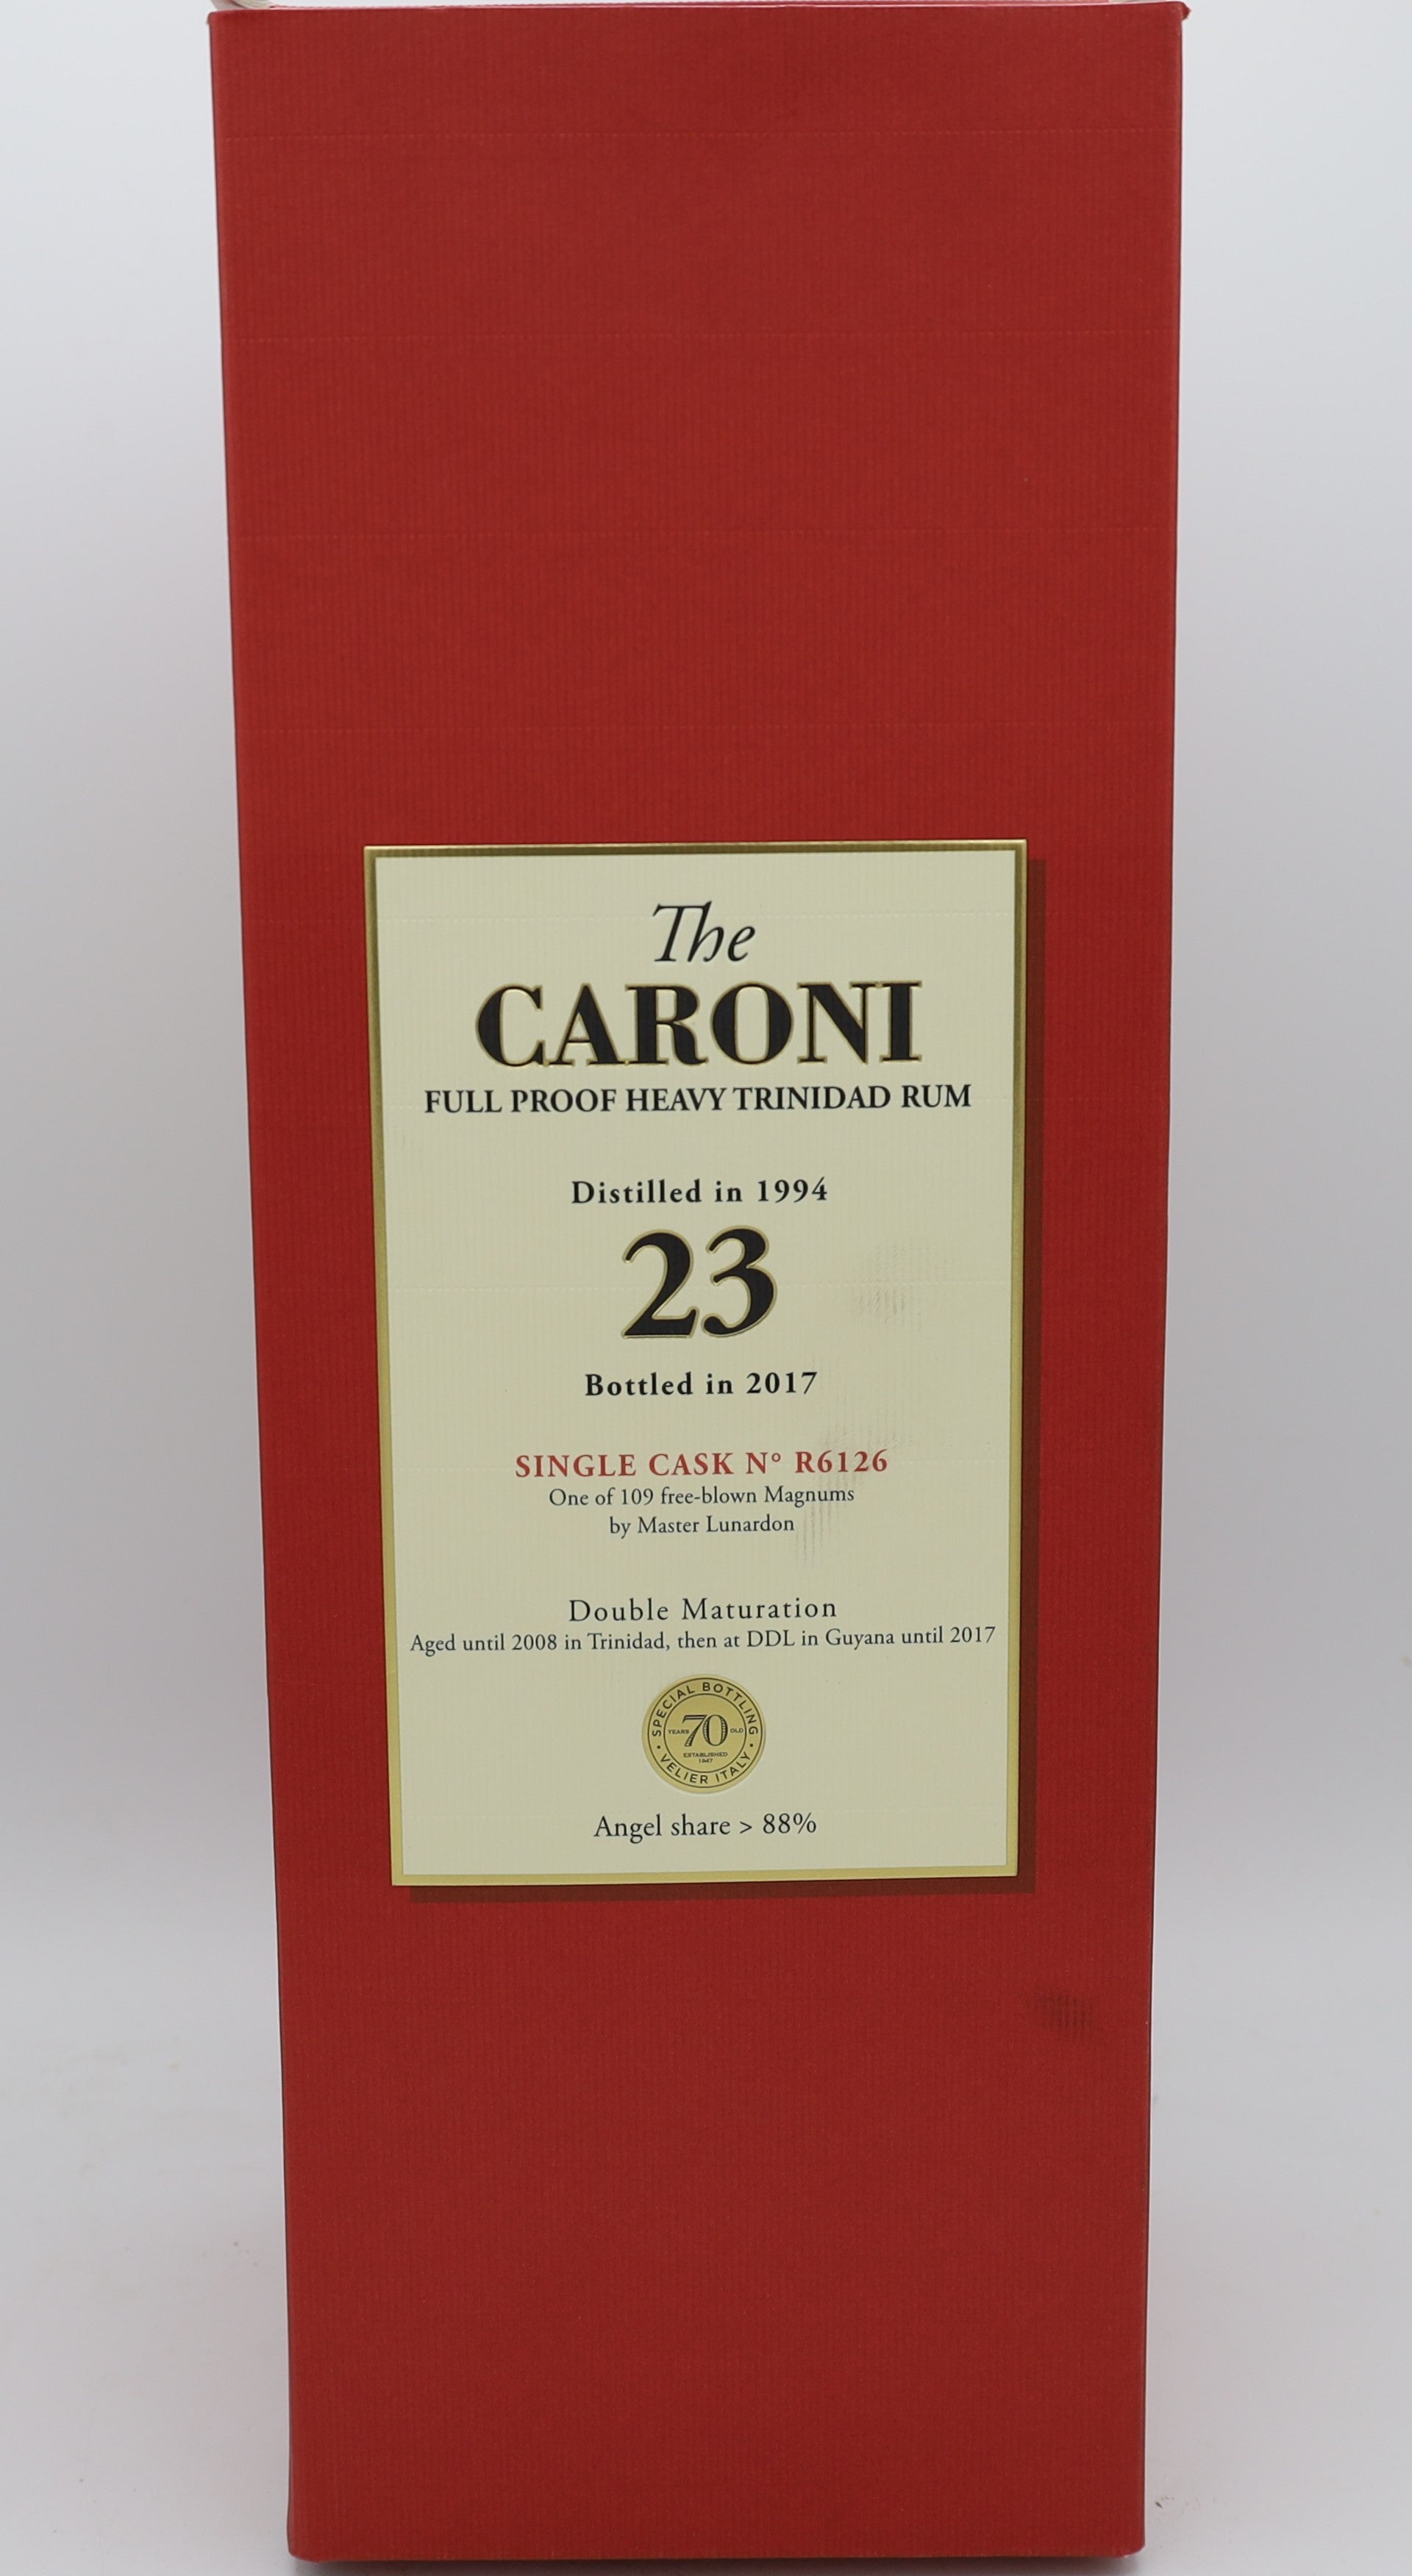 The
CARONI
FULL PROOF HEAVY TRINIDAD RUM
Distilled in 1994
23
Bottled in 2017
SINGLE CASK N° R6126
One of 109 free-blown Magnums
by Master Lunardon
Double Maturation
Aged until 2008 in Trinidad, then at DDL in Guyana until 2017
SPECIAL BOTTLING
YEARS 70 OLD
ESTABLISHED
1947
• VELIER ITALY •
Angel share > 88%